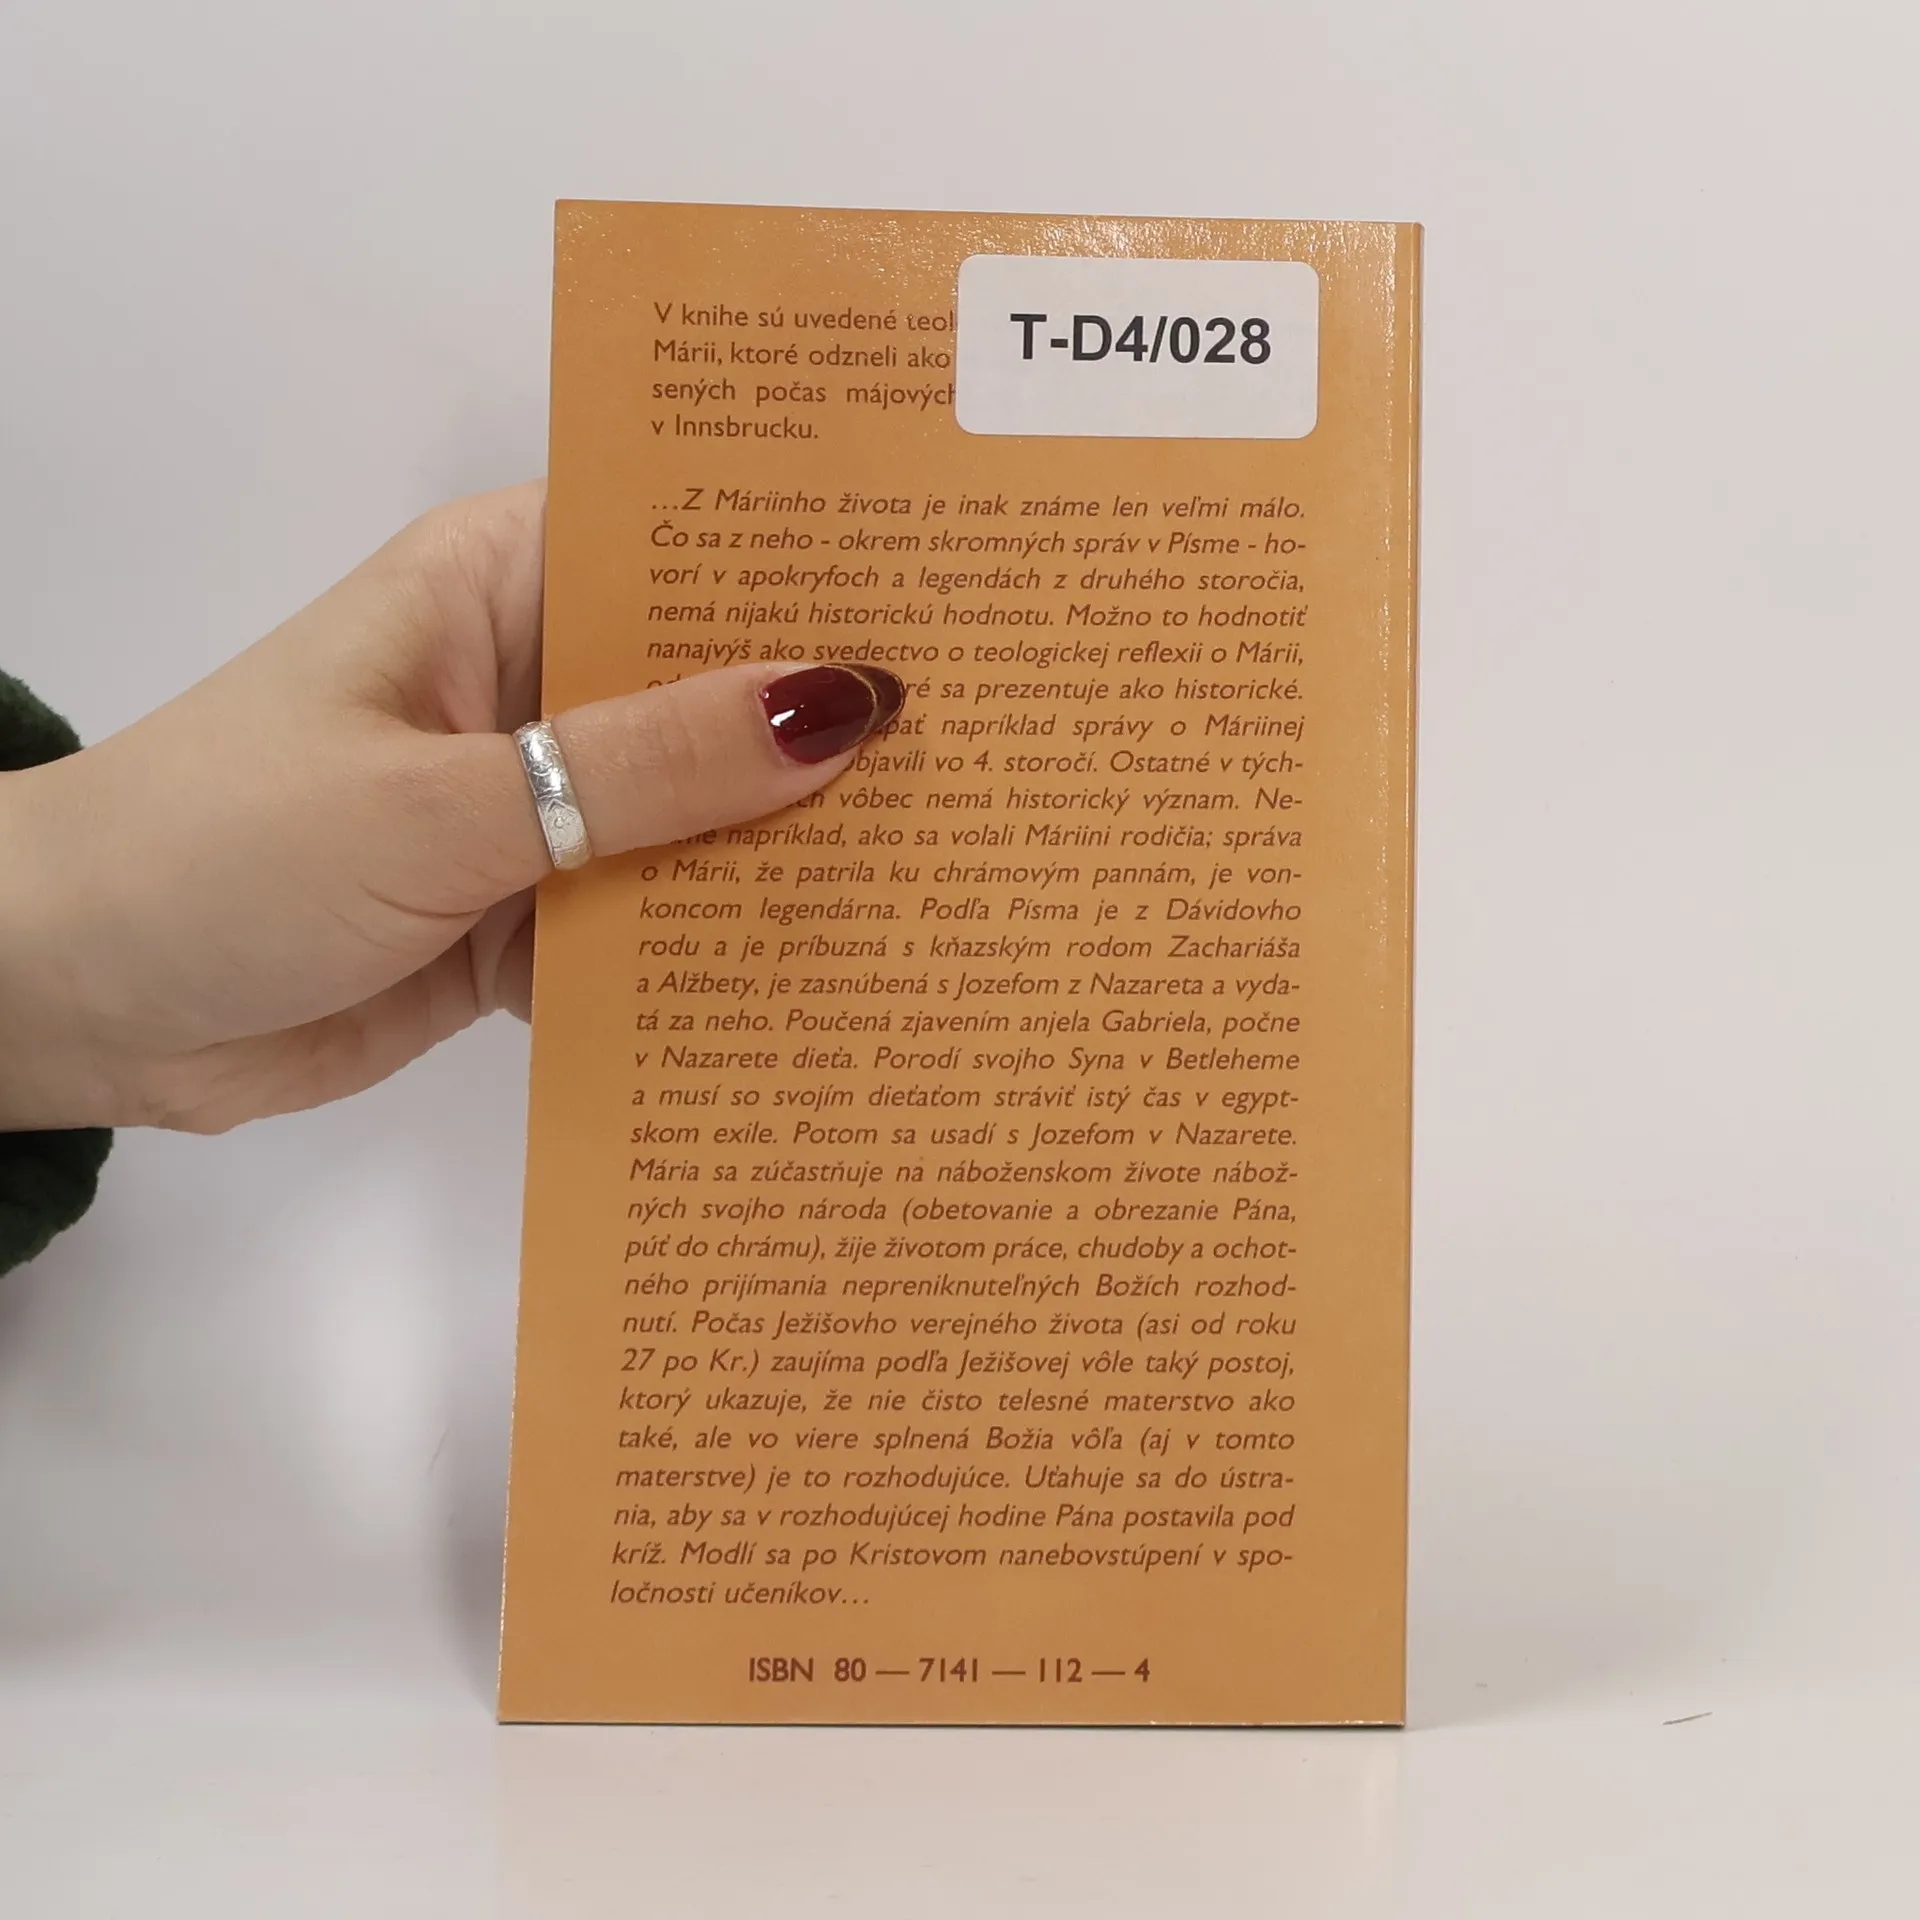 T-D4/028
V knihe sú uvedené
Márii, ktoré odzneli ako
sených počas májových
v Innsbrucku.
...Z Máriinho života je inak známe len veľmi málo.
Čo sa z neho - okrem skromných správ v Písme - ho-
vorí v apokryfoch a legendách z druhého storočia,
nemá nijakú historickú hodnotu. Možno to hodnotiť
nanajvýš ako svedectvo o teologickej reflexii o Márii,
sa prezentuje ako historické.
napríklad správy o Máriinej
objavili vo 4. storočí. Ostatné v tých-
vôbec nemá historický význam. Ne-
napríklad, ako sa volali Máriini rodičia; správa
o Márii, že patrila ku chrámovým pannám, je von-
koncom legendárna. Podľa Písma je z Dávidovho
rodu a je príbuzná s kňazským rodom Zachariáša
a Alžbety, je zasnúbená s Jozefom z Nazareta a vyda-
tá za neho. Poučená zjavením anjela Gabriela, počne
v Nazarete dieťa. Porodí svojho Syna v Betleheme
a musí so svojím dieťaťom stráviť istý čas v egypt-
skom exile. Potom sa usadí s Jozefom v Nazarete.
Mária sa zúčastňuje na náboženskom živote nábož-
ných svojho národa (obetovanie a obrezanie Pána,
púť do chrámu), žije životom práce, chudoby a ochot-
ného prijímania nepreniknuteľných Božích rozhod-
nutí. Počas Ježišovho verejného života (asi od roku
27 po Kr.) zaujíma podľa Ježišovej vôle taký postoj,
ktorý ukazuje, že nie čisto telesné materstvo ako
také, ale vo viere splnená Božia vôľa (aj v tomto
materstve) je to rozhodujúce. Uťahuje sa do ústra-
nia, aby sa v rozhodujúcej hodine Pána postavila pod
kríž. Modlí sa po Kristovom nanebovstúpení v spo-
ločnosti učeníkov...
ISBN 80 — 7141 — 112 — 4